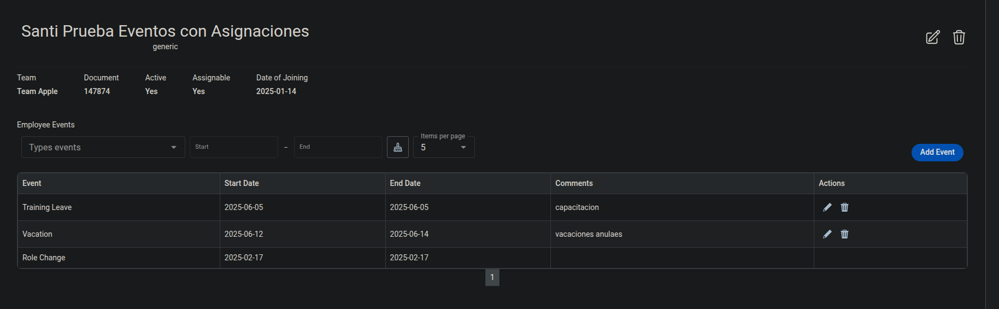 Santi Prueba Eventos con Asignaciones
generic
Team Document Active Assignable Date of Joining
Team Apple 147874 Yes Yes 2025-01-14
Employee Events
Items per page
Types events Start – End 5
Add Event
Event Start Date End Date Comments Actions
Training Leave 2025-06-05 2025-06-05 capacitacion
Vacation 2025-06-12 2025-06-14 vacaciones anulaes
Role Change 2025-02-17 2025-02-17
1